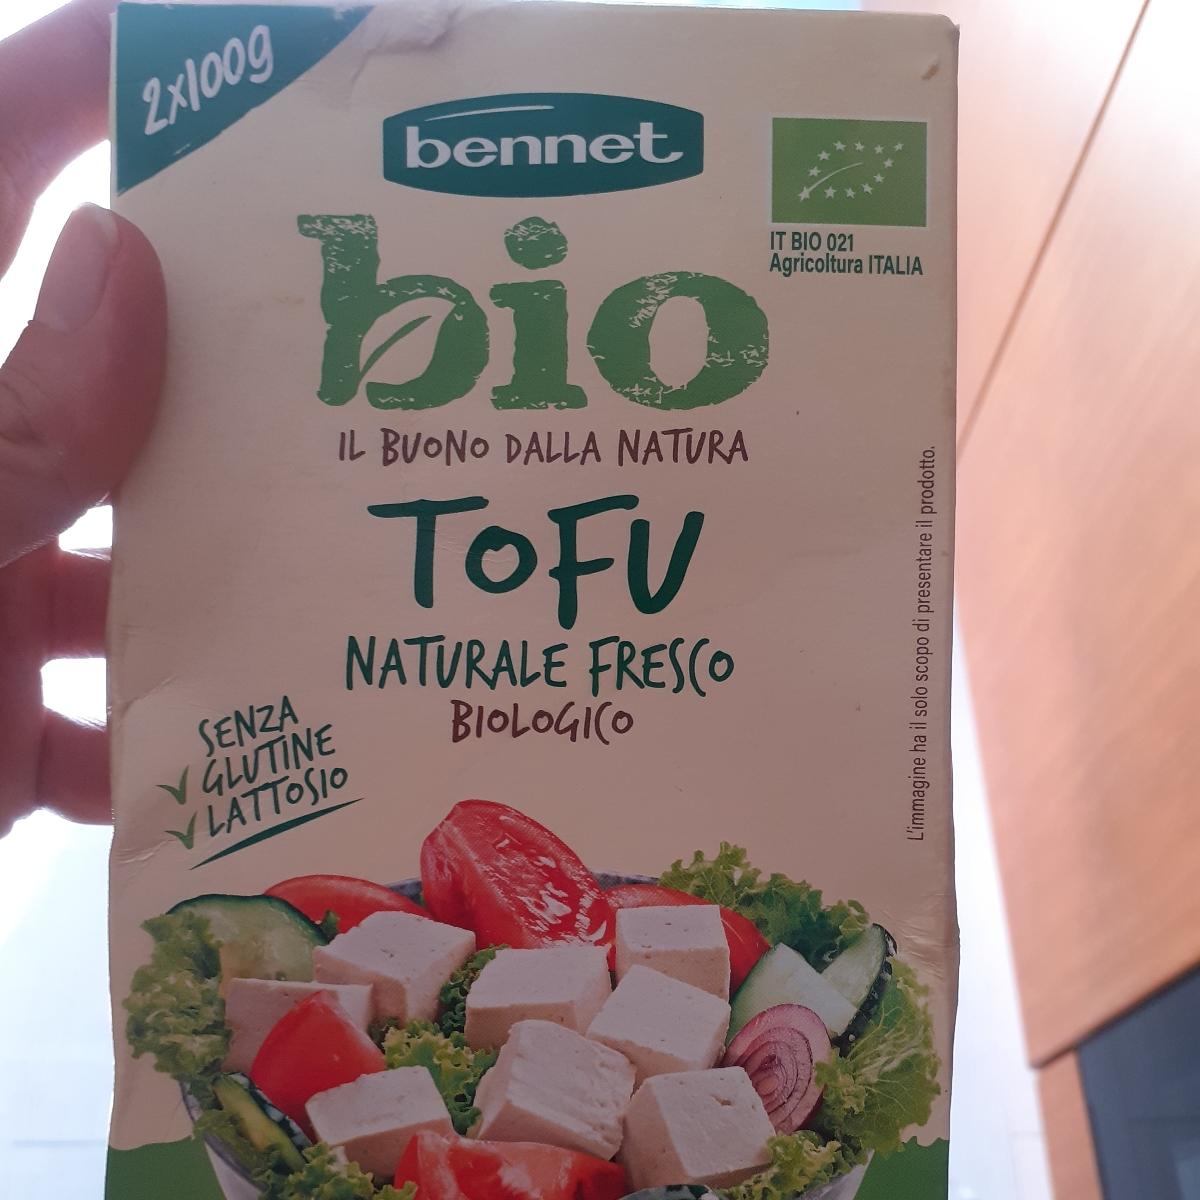 2x100g
bennet
bio
IT BIO 021
Agricoltura ITALIA
IL BUONO DALLA NATURA
TOFU
NATURALE FRESCO
BIOLOGICO
SENZA
GLUTINE
LATTOSIO
L'immagine ha il solo scopo di presentare il prodotto.